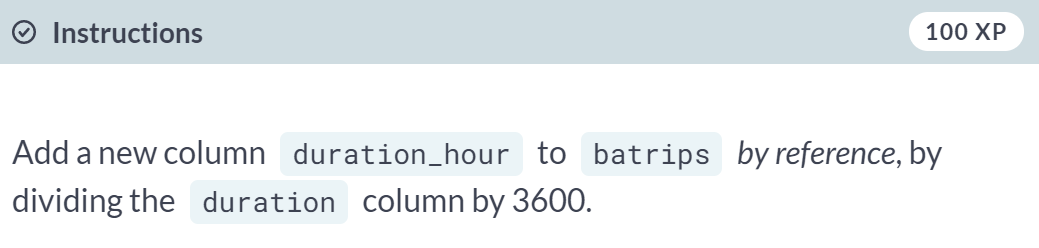 Instructions 100 XP
Add a new column duration_hour to batrips by reference, by
dividing the duration column by 3600.